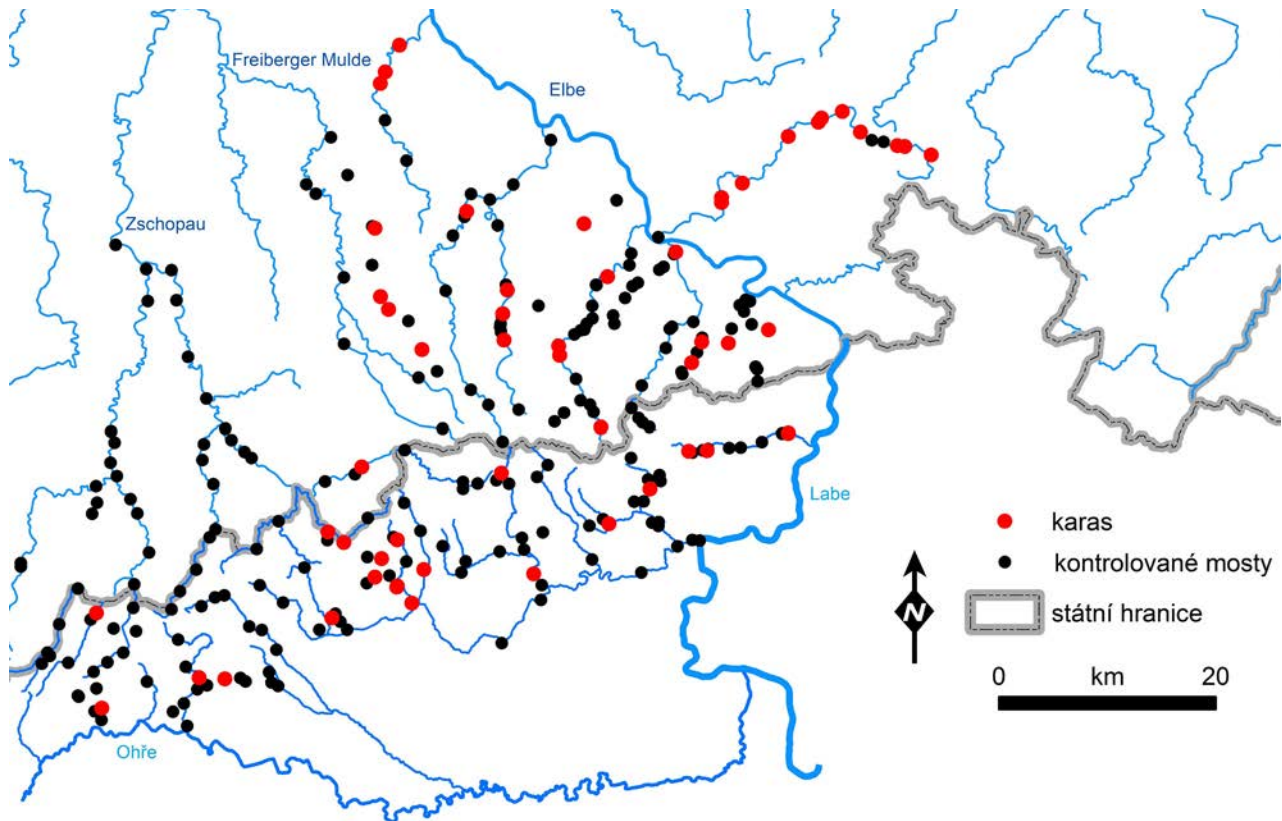 Freiberger Mulde
Elbe
Zschopau
Labe
karas
kontrolované mosty
N
státní hranice
km
0 20
Ohře